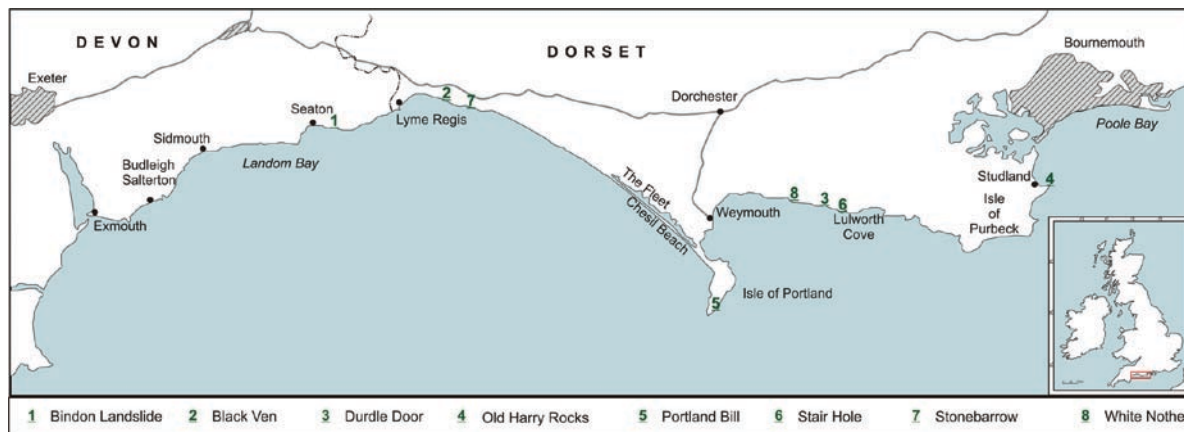 DEVON
DORSET
Bournemouth
Exeter
2
7
Dorchester
Seaton
1
Lyme Regis
Poole Bay
Sidmouth
Landom Bay
Budleigh
Salterton
Studland
4
The Fleet
Chesil Beach
8
3
6
Isle
of
Purbeck
Exmouth
Weymouth
Lulworth
Cove
5
Isle of Portland
1 Bindon Landslide 2 Black Ven 3 Durdle Door 4 Old Harry Rocks 5 Portland Bill 6 Stair Hole 7 Stonebarrow 8 White Nothe